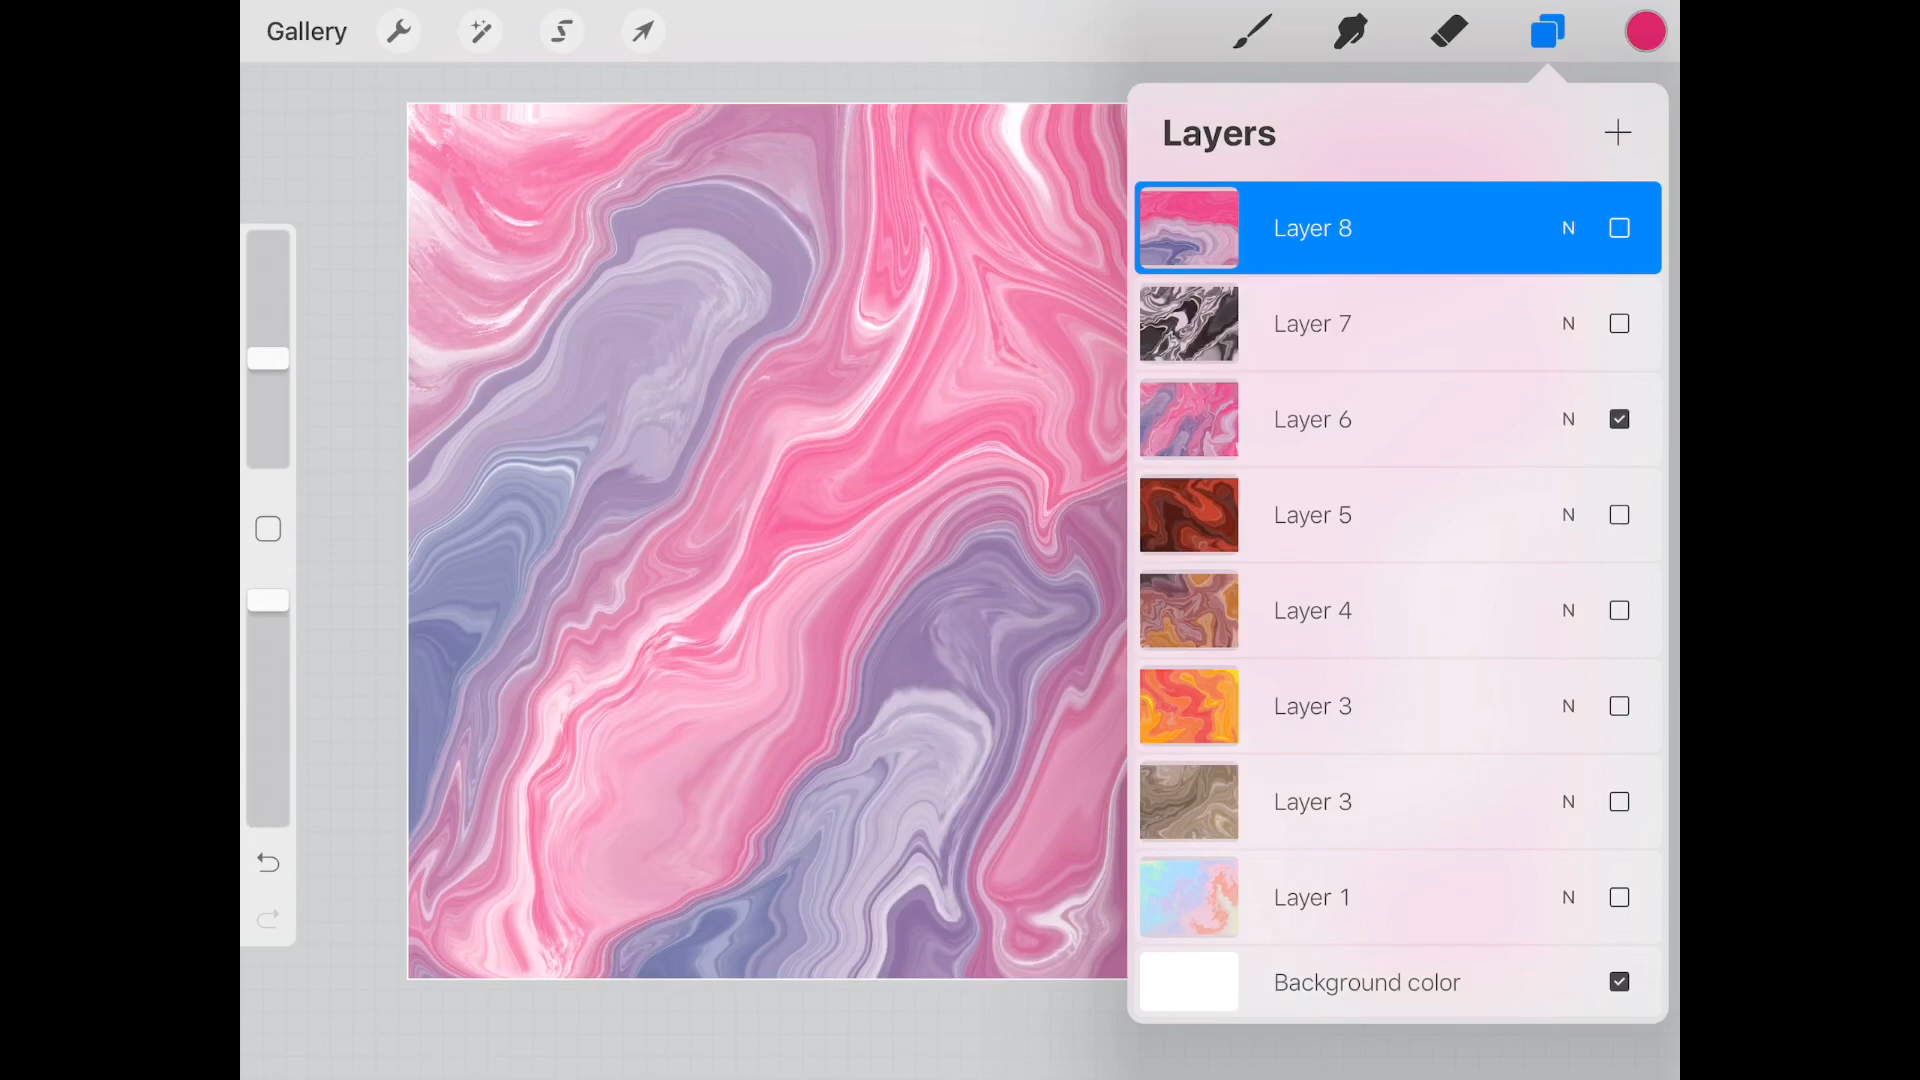 Gallery
Layers
Layer 8 N
Layer 7 N
Layer 6 N
Layer 5 N
Layer 4 N
Layer 3 N
Layer 3 N
Layer 1 N
Background color